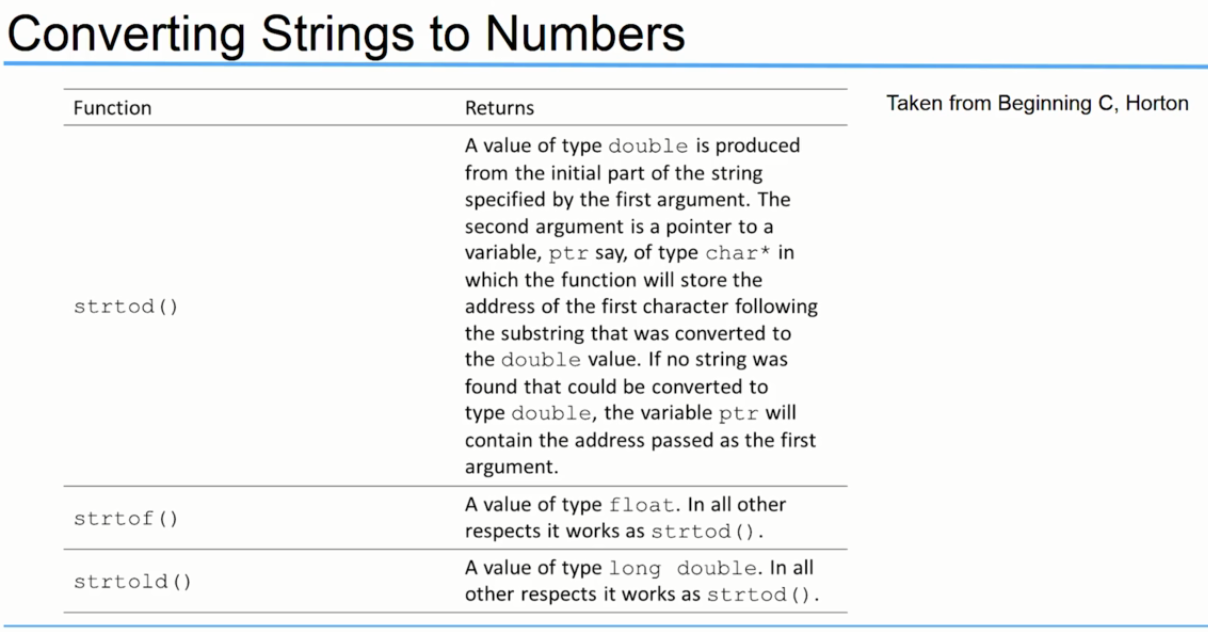 Converting Strings to Numbers
Function
Returns
Taken from Beginning C, Horton
strtod()
A value of type double is produced
from the initial part of the string
specified by the first argument. The
second argument is a pointer to a
variable, ptr say, of type char* in
which the function will store the
address of the first character following
the substring that was converted to
the double value. If no string was
found that could be converted to
type double, the variable ptr will
contain the address passed as the first
argument.
strtof()
A value of type float. In all other
respects it works as strtod().
strtold()
A value of type long double. In all
other respects it works as strtod().